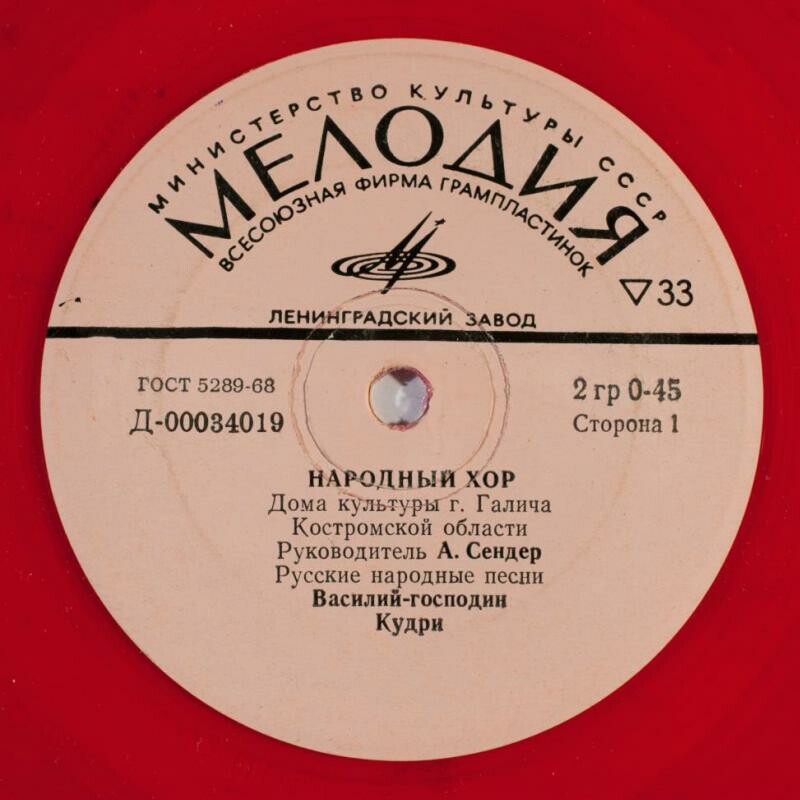 МИНИСТЕРСТВО КУЛЬТУРЫ СССР
МЕЛОДИЯ
ВСЕСОЮЗНАЯ ФИРМА ГРАМПЛАСТИНОК
▽33
ЛЕНИНГРАДСКИЙ ЗАВОД
ГОСТ 5289-68
2 гр 0-45
Д-00034019
Сторона 1
НАРОДНЫЙ ХОР
Дома культуры г. Галича
Костромской области
Руководитель А. Сендер
Русские народные песни
Василий-господин
Кудри